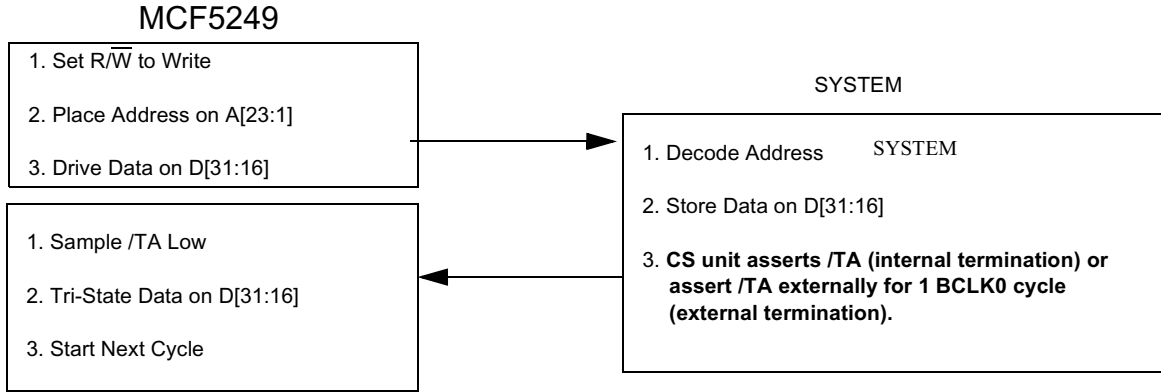 MCF5249
1. Set R/W̅ to Write
2. Place Address on A[23:1]
3. Drive Data on D[31:16]
SYSTEM
1. Decode Address SYSTEM
2. Store Data on D[31:16]
3. CS unit asserts /TA (internal termination) or
assert /TA externally for 1 BCLK0 cycle
(external termination).
1. Sample /TA Low
2. Tri-State Data on D[31:16]
3. Start Next Cycle